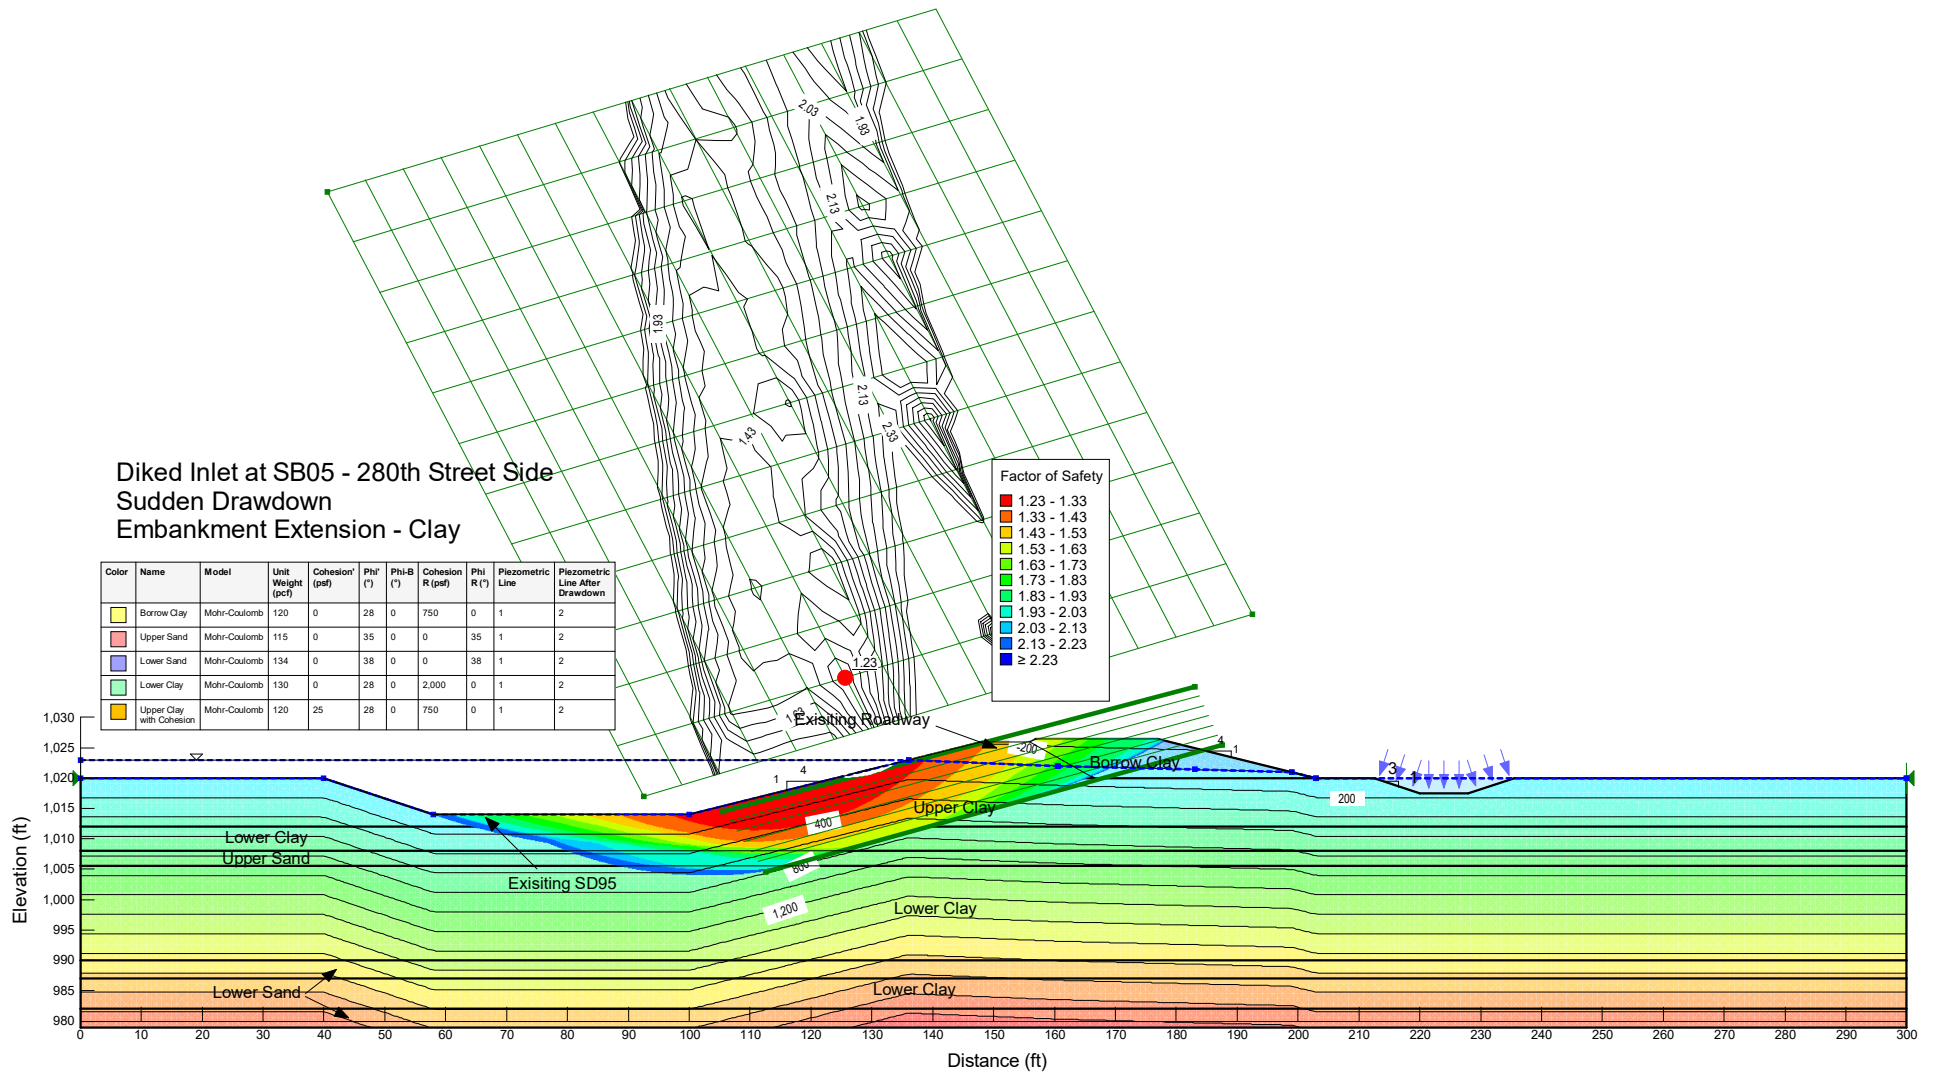 2.03
1.93
2.13
1.93
2.13
2.33
1.43
Diked Inlet at SB05 - 280th Street Side
Sudden Drawdown
Embankment Extension - Clay
Factor of Safety
1.23 - 1.33
1.33 - 1.43
1.43 - 1.53
1.53 - 1.63
1.63 - 1.73
1.73 - 1.83
1.83 - 1.93
1.93 - 2.03
2.03 - 2.13
2.13 - 2.23
≥ 2.23
Color Name Model Unit Weight (pcf) Cohesion' (psf) Phi' (°) Phi-B (°) Cohesion R (psf) Phi R (°) Piezometric Line Piezometric Line After Drawdown
Borrow Clay Mohr-Coulomb 120 0 28 0 750 0 1 2
Upper Sand Mohr-Coulomb 115 0 35 0 0 35 1 2
Lower Sand Mohr-Coulomb 134 0 38 0 0 38 1 2
Lower Clay Mohr-Coulomb 130 0 28 0 2,000 0 1 2
Upper Clay with Cohesion Mohr-Coulomb 120 25 28 0 750 0 1 2
1.23
Exisiting Roadway
-200
4
1
Borrow Clay
4
1
3
1
200
Upper Clay
400
800
1,200
Lower Clay
Upper Sand
Exisiting SD95
Lower Clay
Lower Sand
Lower Clay
Elevation (ft)
1,030
1,025
1,020
1,015
1,010
1,005
1,000
995
990
985
980
0 10 20 30 40 50 60 70 80 90 100 110 120 130 140 150 160 170 180 190 200 210 220 230 240 250 260 270 280 290 300
Distance (ft)